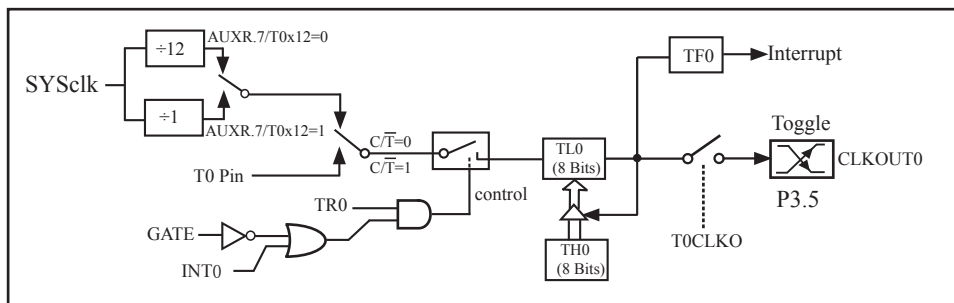 ÷12
AUXR.7/T0x12=0
SYSclk
÷1
AUXR.7/T0x12=1
T0 Pin
C/T̅=0
C/T̅=1
control
TR0
GATE
INT0
TL0
(8 Bits)
TH0
(8 Bits)
TF0
Interrupt
Toggle
CLKOUT0
P3.5
T0CLKO